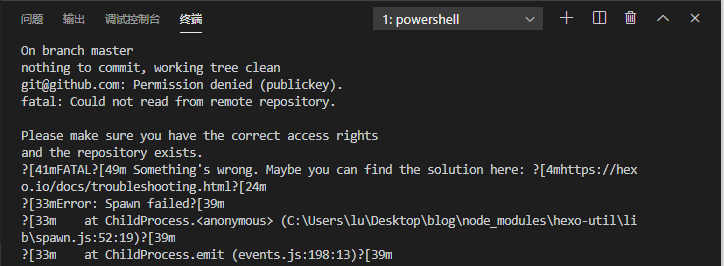 问题 输出 调试控制台 终端 1: powershell
On branch master
nothing to commit, working tree clean
git@github.com: Permission denied (publickey).
fatal: Could not read from remote repository.
Please make sure you have the correct access rights
and the repository exists.
?[41mFATAL?[49m Something's wrong. Maybe you can find the solution here: ?[4mhttps://hex
o.io/docs/troubleshooting.html?[24m
?[33mError: Spawn failed?[39m
?[33m    at ChildProcess.<anonymous> (C:\Users\lu\Desktop\blog\node_modules\hexo-util\li
b\spawn.js:52:19)?[39m
?[33m    at ChildProcess.emit (events.js:198:13)?[39m